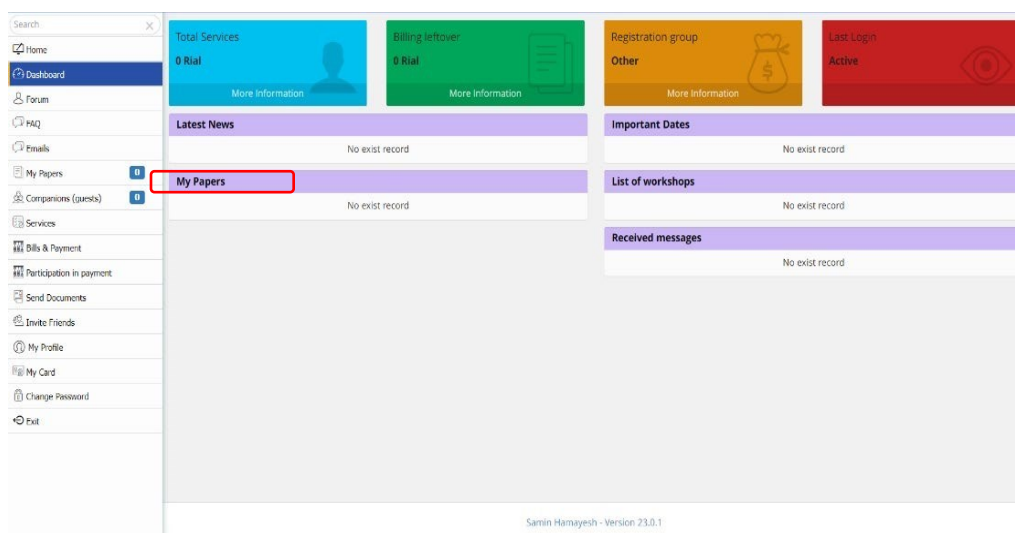 Search
Home
Dashboard
Forum
FAQ
Emails
My Papers 0
Companions (guests) 0
Services
Bills & Payment
Participation in payment
Send Documents
Invite Friends
My Profile
My Card
Change Password
Exit
Total Services
0 Rial
More Information
Billing leftover
0 Rial
More Information
Registration group
Other
More Information
Last Login
Active
Latest News
No exist record
My Papers
No exist record
Important Dates
No exist record
List of workshops
No exist record
Received messages
No exist record
Samin Hamayesh - Version 23.0.1